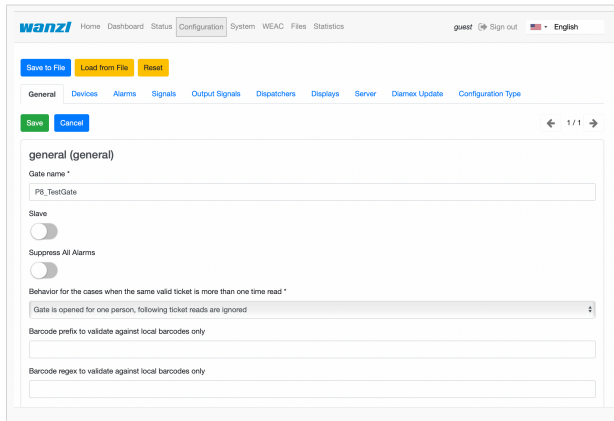 wanzl Home Dashboard Status Configuration System WEAC Files Statistics guest Sign out English
Save to File Load from File Reset
General Devices Alarms Signals Output Signals Dispatchers Displays Server Diamex Update Configuration Type
Save Cancel 1 / 1
general (general)
Gate name *
P8_TestGate
Slave
Suppress All Alarms
Behavior for the cases when the same valid ticket is more than one time read *
Gate is opened for one person, following ticket reads are ignored
Barcode prefix to validate against local barcodes only
Barcode regex to validate against local barcodes only